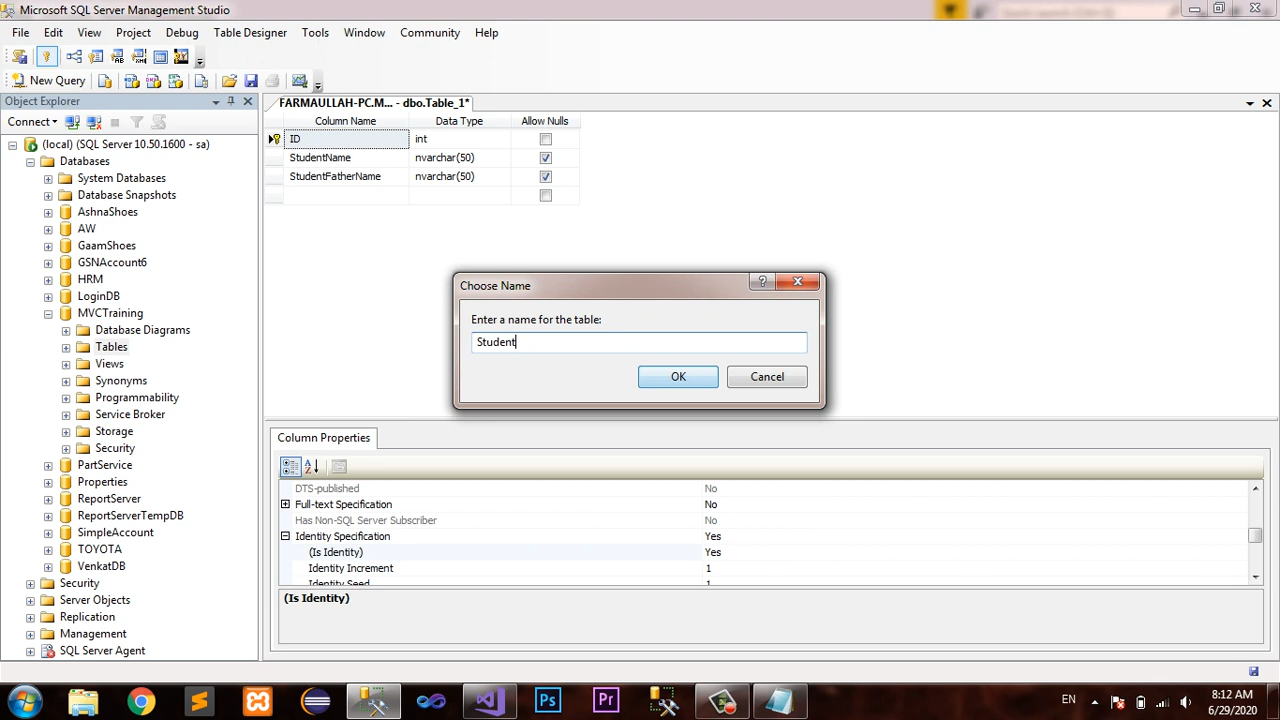 Microsoft SQL Server Management Studio
File Edit View Project Debug Table Designer Tools Window Community Help
New Query
Object Explorer
Connect
(local) (SQL Server 10.50.1600 - sa)
Databases
System Databases
Database Snapshots
AshnaShoes
AW
GaamShoes
GSNAccount6
HRM
LoginDB
MVCTraining
Database Diagrams
Tables
Views
Synonyms
Programmability
Service Broker
Storage
Security
PartService
Properties
ReportServer
ReportServerTempDB
SimpleAccount
TOYOTA
VenkatDB
Security
Server Objects
Replication
Management
SQL Server Agent
FARMAULLAH-PC.M... - dbo.Table_1*
Column Name Data Type Allow Nulls
ID int
StudentName nvarchar(50)
StudentFatherName nvarchar(50)
Choose Name
Enter a name for the table:
Student
OK Cancel
Column Properties
DTS-published No
Full-text Specification No
Has Non-SQL Server Subscriber No
Identity Specification Yes
(Is Identity) Yes
Identity Increment 1
Identity Seed 1
(Is Identity)
Ps
Pr
EN
8:12 AM
6/29/2020